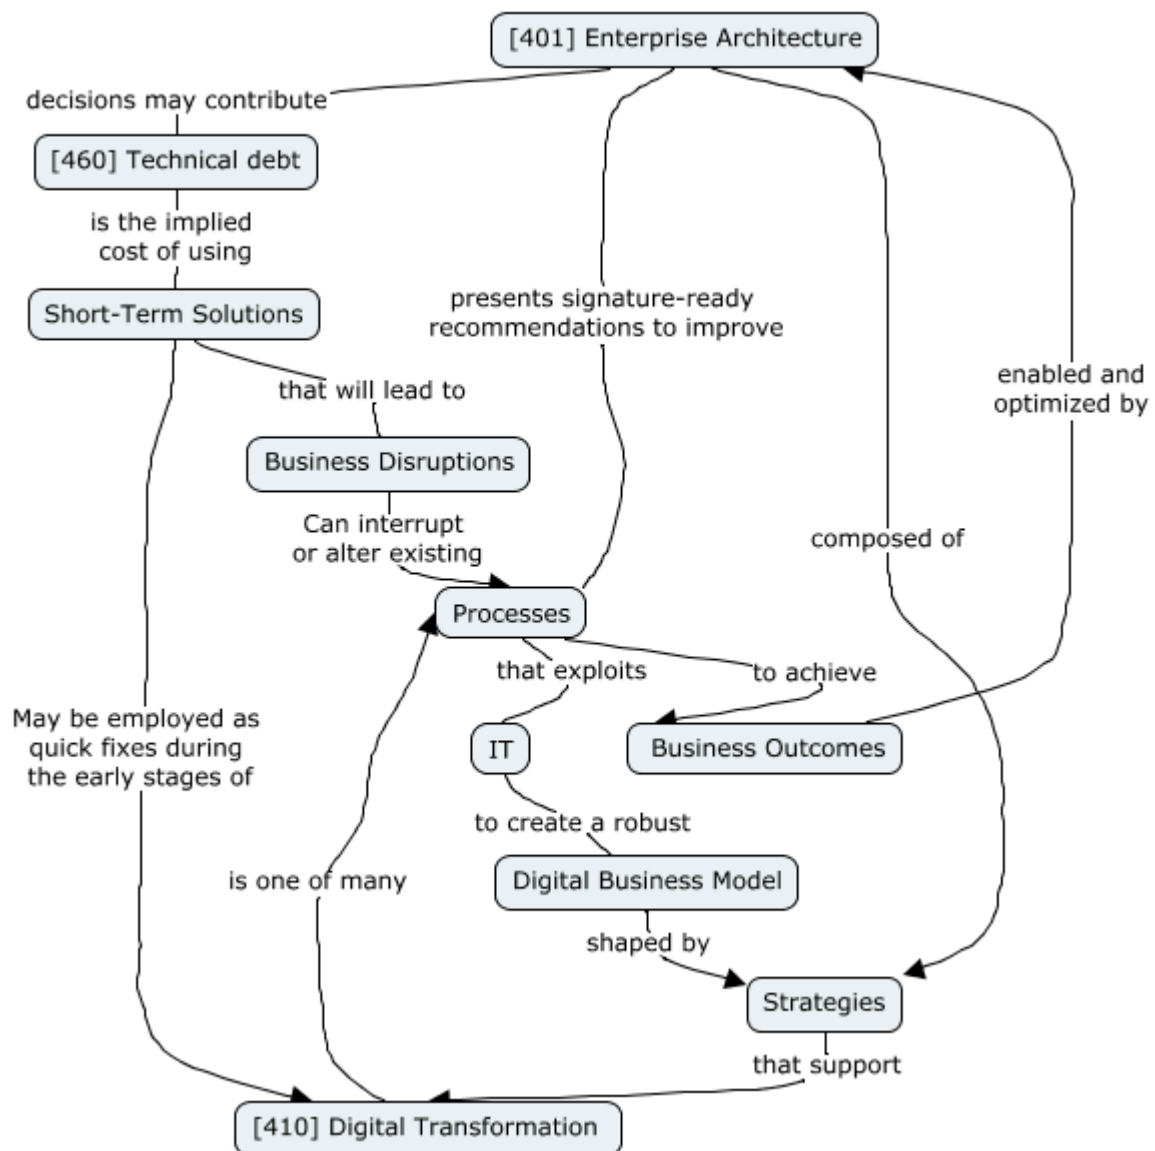 [401] Enterprise Architecture
decisions may contribute
[460] Technical debt
is the implied
cost of using
Short-Term Solutions
presents signature-ready
recommendations to improve
that will lead to
enabled and
optimized by
Business Disruptions
Can interrupt
or alter existing
composed of
Processes
that exploits
to achieve
May be employed as
quick fixes during
the early stages of
IT
Business Outcomes
to create a robust
is one of many
Digital Business Model
shaped by
Strategies
that support
[410] Digital Transformation